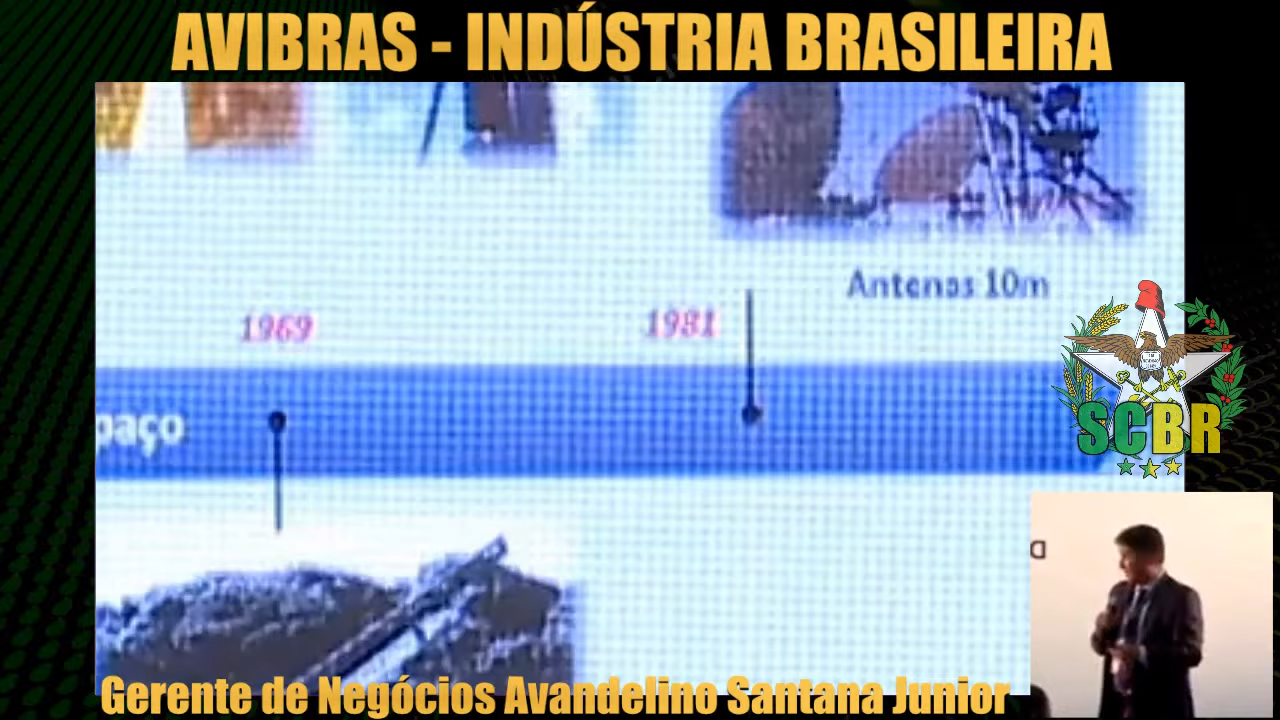 AVIBRAS - INDÚSTRIA BRASILEIRA
Antenas 10m
1969
1981
paço
SCBR
Gerente de Negócios Avandelino Santana Junior